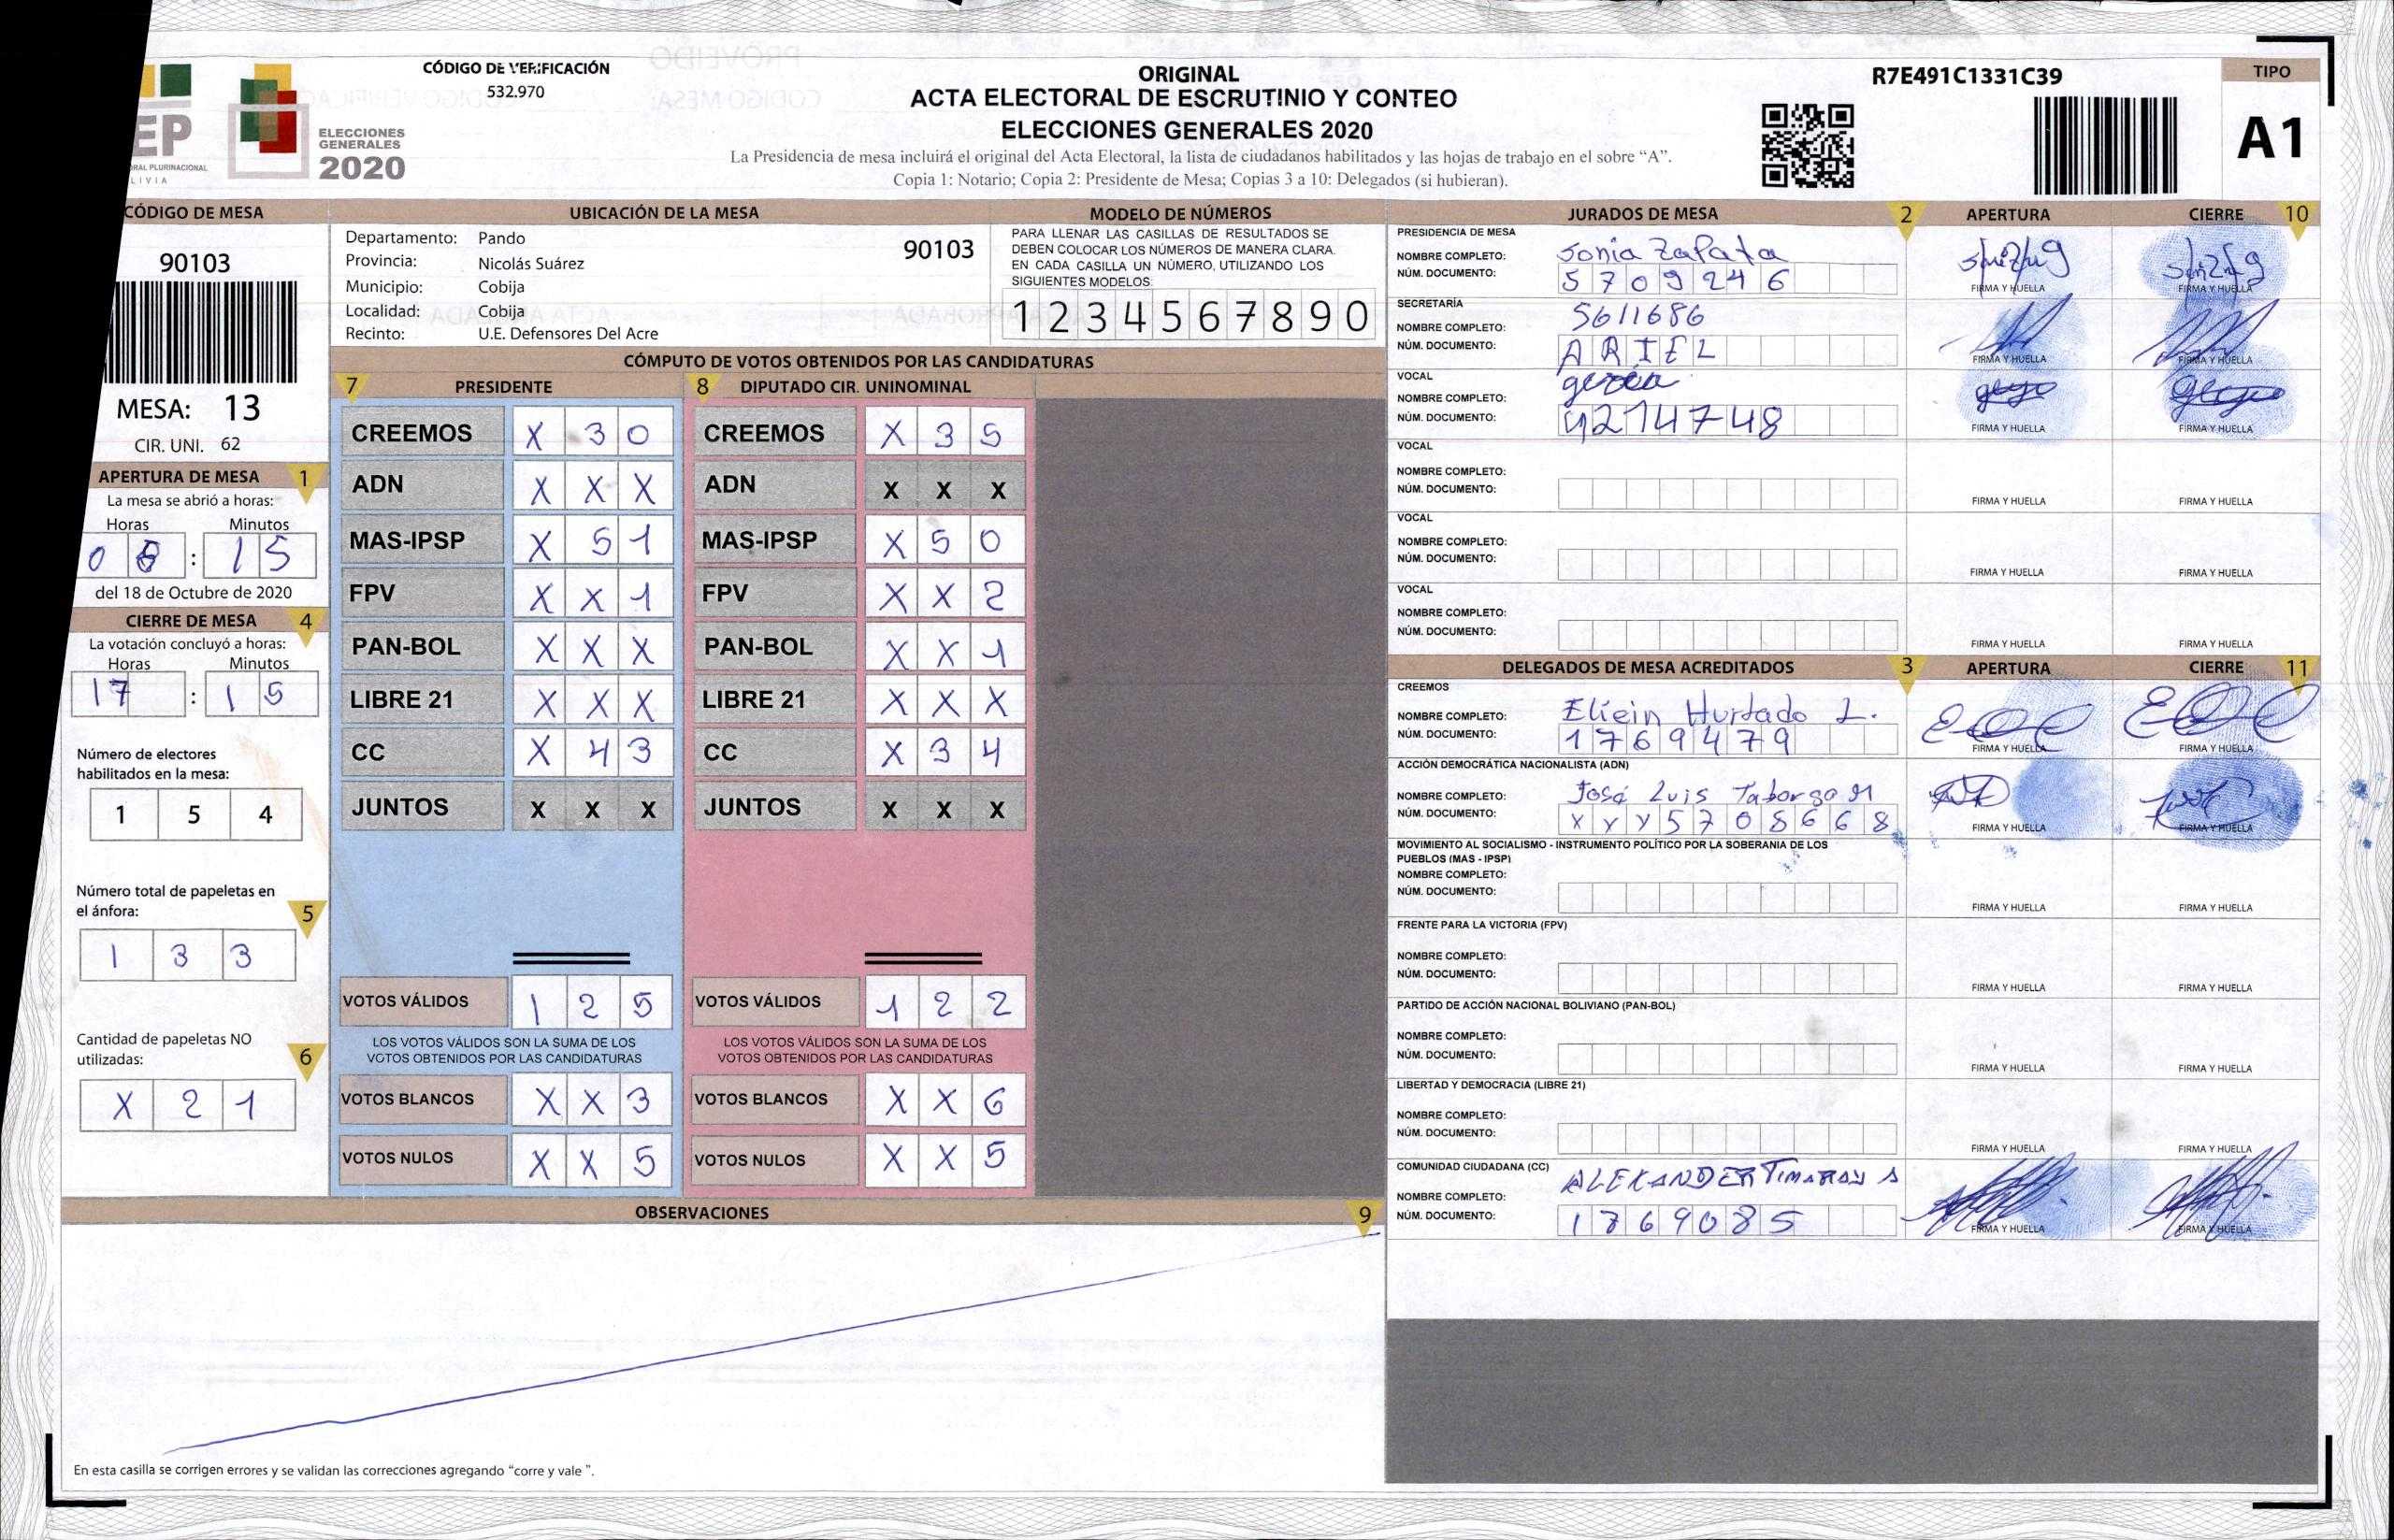 EP
RAL PLURINACIONAL
LIVIA
ELECCIONES
GENERALES
2020
CÓDIGO DE VERIFICACIÓN
532.970
ORIGINAL
ACTA ELECTORAL DE ESCRUTINIO Y CONTEO
ELECCIONES GENERALES 2020
La Presidencia de mesa incluirá el original del Acta Electoral, la lista de ciudadanos habilitados y las hojas de trabajo en el sobre “A”.
Copia 1: Notario; Copia 2: Presidente de Mesa; Copias 3 a 10: Delegados (si hubieran).
R7E491C1331C39
TIPO
A1
CÓDIGO DE MESA
90103
MESA: 13
CIR. UNI. 62
APERTURA DE MESA 1
La mesa se abrió a horas:
Horas Minutos
0 8 : 1 5
del 18 de Octubre de 2020
CIERRE DE MESA 4
La votación concluyó a horas:
Horas Minutos
1 7 : 1 5
Número de electores
habilitados en la mesa:
1 5 4
Número total de papeletas en
el ánfora: 5
1 3 3
Cantidad de papeletas NO
utilizadas: 6
X 2 1
UBICACIÓN DE LA MESA
Departamento: Pando
Provincia: Nicolás Suárez
Municipio: Cobija
Localidad: Cobija
Recinto: U.E. Defensores Del Acre
90103
MODELO DE NÚMEROS
PARA LLENAR LAS CASILLAS DE RESULTADOS SE
DEBEN COLOCAR LOS NÚMEROS DE MANERA CLARA.
EN CADA CASILLA UN NÚMERO, UTILIZANDO LOS
SIGUIENTES MODELOS:
1 2 3 4 5 6 7 8 9 0
CÓMPUTO DE VOTOS OBTENIDOS POR LAS CANDIDATURAS
7 PRESIDENTE
CREEMOS X 3 0
ADN X X X
MAS-IPSP X 5 1
FPV X X 1
PAN-BOL X X X
LIBRE 21 X X X
CC X 4 3
JUNTOS X X X
VOTOS VÁLIDOS 1 2 5
LOS VOTOS VÁLIDOS SON LA SUMA DE LOS
VOTOS OBTENIDOS POR LAS CANDIDATURAS
VOTOS BLANCOS X X 3
VOTOS NULOS X X 5
8 DIPUTADO CIR. UNINOMINAL
CREEMOS X 3 5
ADN X X X
MAS-IPSP X 5 0
FPV X X 2
PAN-BOL X X 1
LIBRE 21 X X X
CC X 3 4
JUNTOS X X X
VOTOS VÁLIDOS 1 2 2
LOS VOTOS VÁLIDOS SON LA SUMA DE LOS
VOTOS OBTENIDOS POR LAS CANDIDATURAS
VOTOS BLANCOS X X 6
VOTOS NULOS X X 5
OBSERVACIONES 9
En esta casilla se corrigen errores y se validan las correcciones agregando “corre y vale ”.
JURADOS DE MESA 2 APERTURA CIERRE 10
PRESIDENCIA DE MESA
NOMBRE COMPLETO: Sonia Zapata
NÚM. DOCUMENTO: 5 7 0 9 2 4 6
FIRMA Y HUELLA FIRMA Y HUELLA
SECRETARÍA
NOMBRE COMPLETO: 5611686
NÚM. DOCUMENTO: A R I E L
FIRMA Y HUELLA FIRMA Y HUELLA
VOCAL
NOMBRE COMPLETO:
NÚM. DOCUMENTO: 4214748
FIRMA Y HUELLA FIRMA Y HUELLA
VOCAL
NOMBRE COMPLETO:
NÚM. DOCUMENTO:
FIRMA Y HUELLA FIRMA Y HUELLA
VOCAL
NOMBRE COMPLETO:
NÚM. DOCUMENTO:
FIRMA Y HUELLA FIRMA Y HUELLA
VOCAL
NOMBRE COMPLETO:
NÚM. DOCUMENTO:
FIRMA Y HUELLA FIRMA Y HUELLA
DELEGADOS DE MESA ACREDITADOS 3 APERTURA CIERRE 11
CREEMOS
NOMBRE COMPLETO: Eliein Hurtado L.
NÚM. DOCUMENTO: 1 7 6 9 4 7 9
FIRMA Y HUELLA FIRMA Y HUELLA
ACCIÓN DEMOCRÁTICA NACIONALISTA (ADN)
NOMBRE COMPLETO: José Luis Taborga M
NÚM. DOCUMENTO: X X X 5 7 0 8 6 6 8
FIRMA Y HUELLA FIRMA Y HUELLA
MOVIMIENTO AL SOCIALISMO - INSTRUMENTO POLÍTICO POR LA SOBERANIA DE LOS
PUEBLOS (MAS - IPSP)
NOMBRE COMPLETO:
NÚM. DOCUMENTO:
FIRMA Y HUELLA FIRMA Y HUELLA
FRENTE PARA LA VICTORIA (FPV)
NOMBRE COMPLETO:
NÚM. DOCUMENTO:
FIRMA Y HUELLA FIRMA Y HUELLA
PARTIDO DE ACCIÓN NACIONAL BOLIVIANO (PAN-BOL)
NOMBRE COMPLETO:
NÚM. DOCUMENTO:
FIRMA Y HUELLA FIRMA Y HUELLA
LIBERTAD Y DEMOCRACIA (LIBRE 21)
NOMBRE COMPLETO:
NÚM. DOCUMENTO:
FIRMA Y HUELLA FIRMA Y HUELLA
COMUNIDAD CIUDADANA (CC)
NOMBRE COMPLETO: ALEXANDER
NÚM. DOCUMENTO: 1 7 6 9 0 8 5
FIRMA Y HUELLA FIRMA Y HUELLA